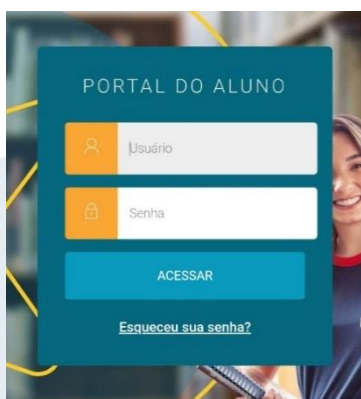 PORTAL DO ALUNO
Usuário
Senha
ACESSAR
Esqueceu sua senha?